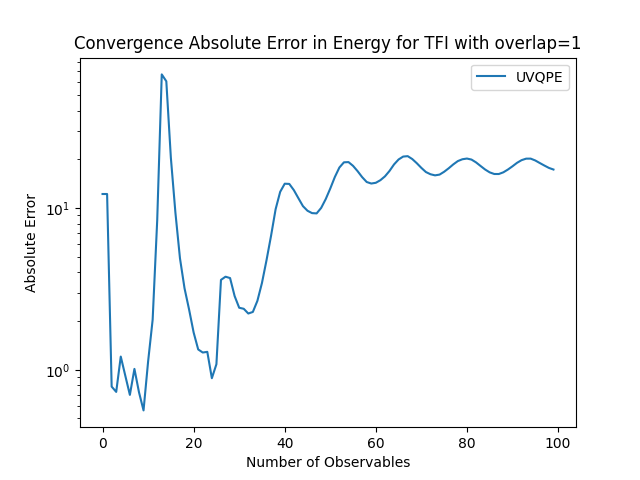 Convergence Absolute Error in Energy for TFI with overlap=1
UVQPE
Absolute Error
10¹
10⁰
0 20 40 60 80 100
Number of Observables